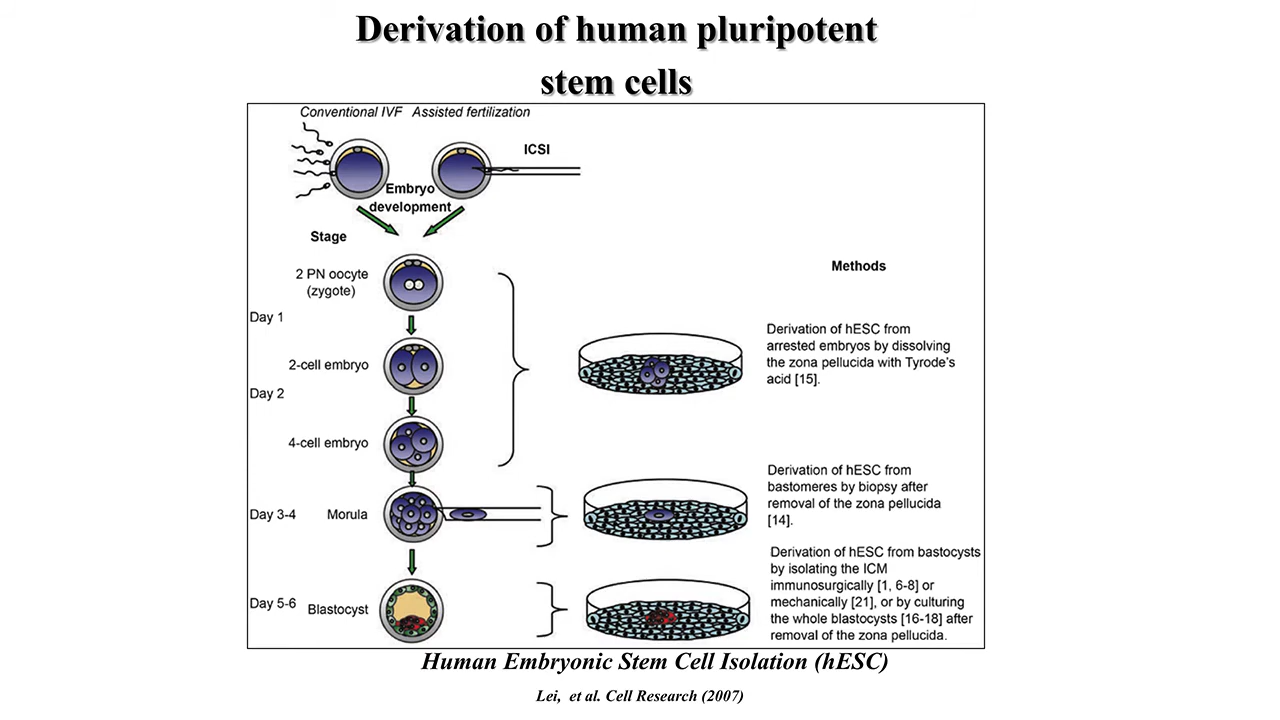 Derivation of human pluripotent
stem cells
Conventional IVF Assisted fertilization
ICSI
Embryo
development
Stage
Methods
2 PN oocyte
(zygote)
Day 1
2-cell embryo
Day 2
4-cell embryo
Derivation of hESC from
arrested embryos by dissolving
the zona pellucida with Tyrode's
acid [15].
Day 3-4 Morula
Derivation of hESC from
bastomeres by biopsy after
removal of the zona pellucida
[14].
Day 5-6 Blastocyst
Derivation of hESC from bastocysts
by isolating the ICM
immunosurgically [1, 6-8] or
mechanically [21], or by culturing
the whole blastocysts [16-18] after
removal of the zona pellucida.
Human Embryonic Stem Cell Isolation (hESC)
Lei, et al. Cell Research (2007)